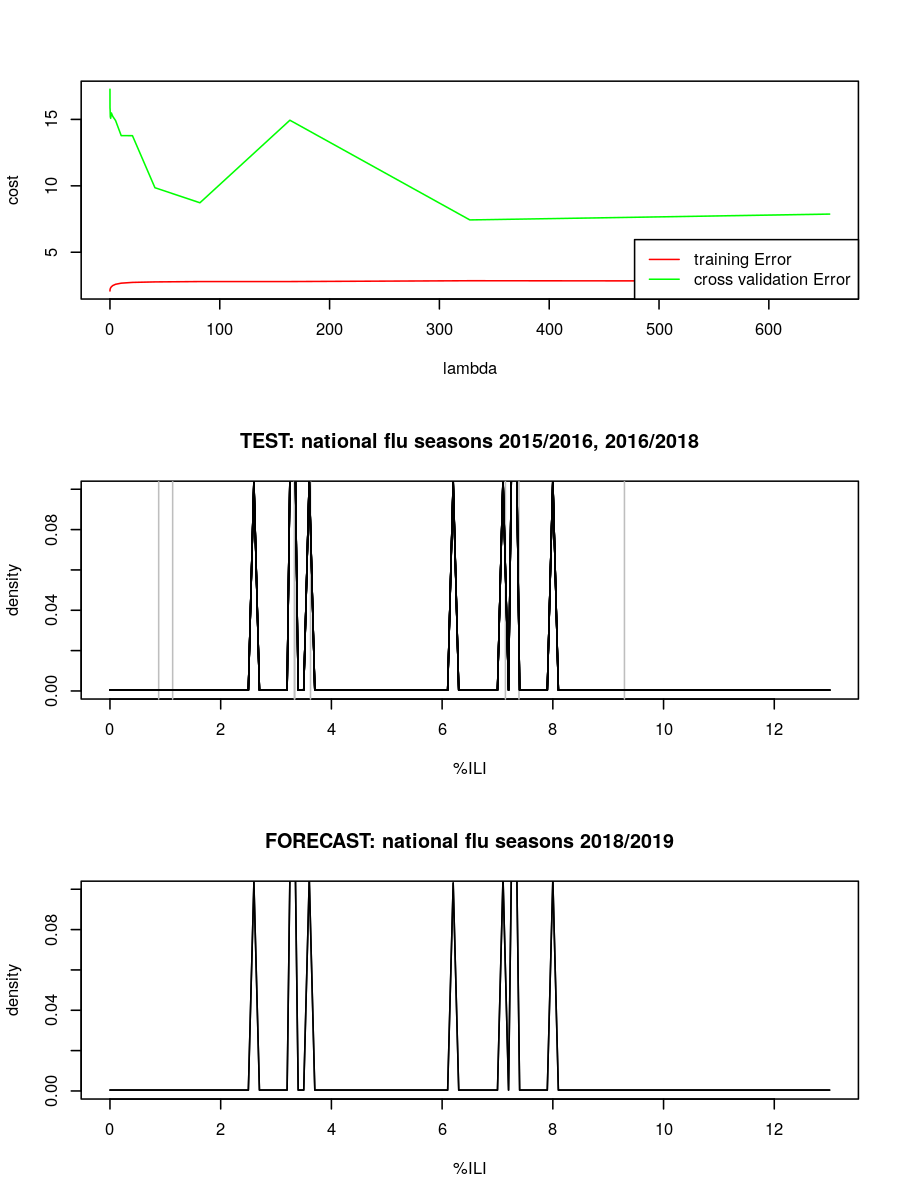 15
10
5
cost
training Error
cross validation Error
0 100 200 300 400 500 600
lambda
TEST: national flu seasons 2015/2016, 2016/2018
0.08
0.04
0.00
density
0 2 4 6 8 10 12
%ILI
FORECAST: national flu seasons 2018/2019
0.08
0.04
0.00
density
0 2 4 6 8 10 12
%ILI